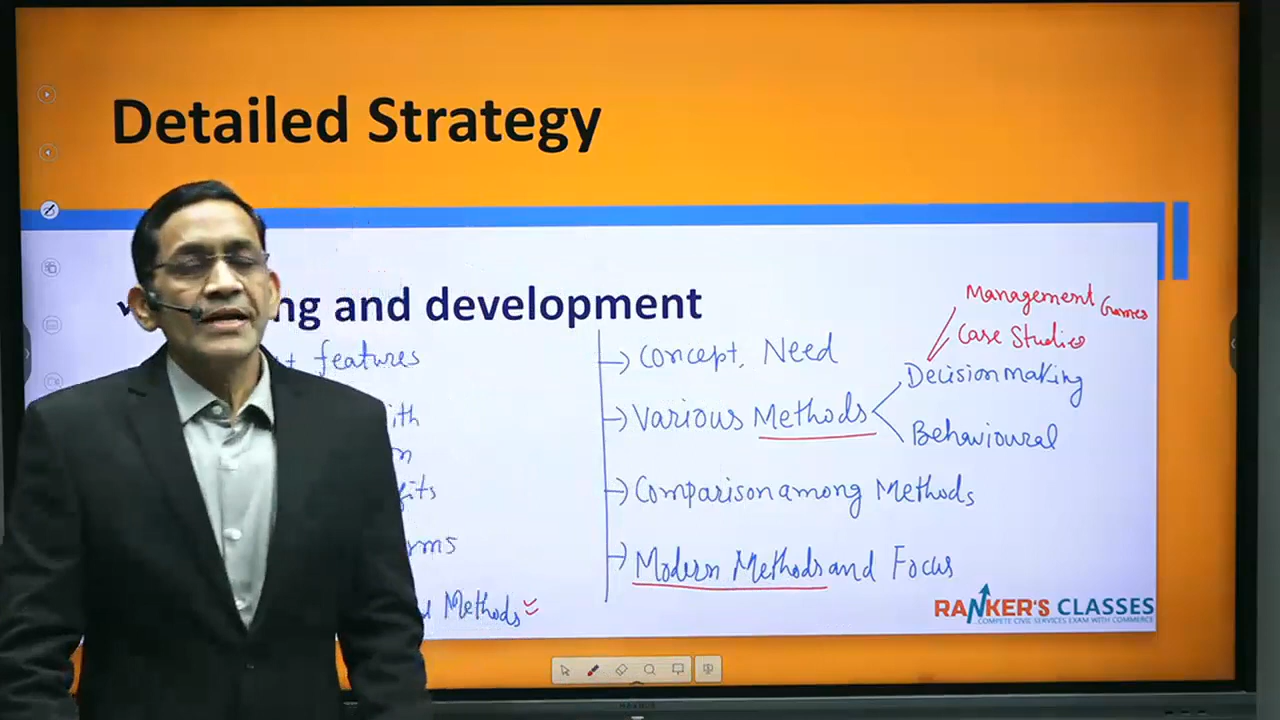 Detailed Strategy
ng and development
features
ith
n
fits
rms
Methods
→ Concept, Need
→ Various Methods
→ Comparison among Methods
→ Modern Methods and Focus
Management Games
Case Studies
Decision making
Behavioural
RANKER'S CLASSES
COMPETE CIVIL SERVICES EXAM WITH COMMERCE